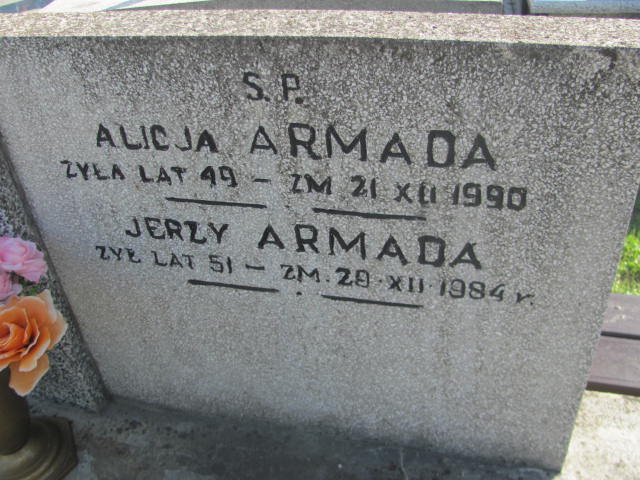 S.P.
ALICJA ARMADA
ŻYŁA LAT 49 - ZM. 21 XII 1990
JERZY ARMADA
ŻYŁ LAT 51 - ZM. 29.XII.1984 r.